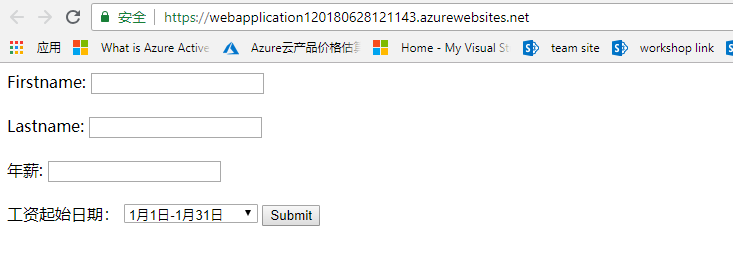 安全 https://webapplication120180628121143.azurewebsites.net
应用 What is Azure Active Azure云产品价格估 Home - My Visual St team site workshop link
Firstname:
Lastname:
年薪:
工资起始日期: 1月1日-1月31日 Submit